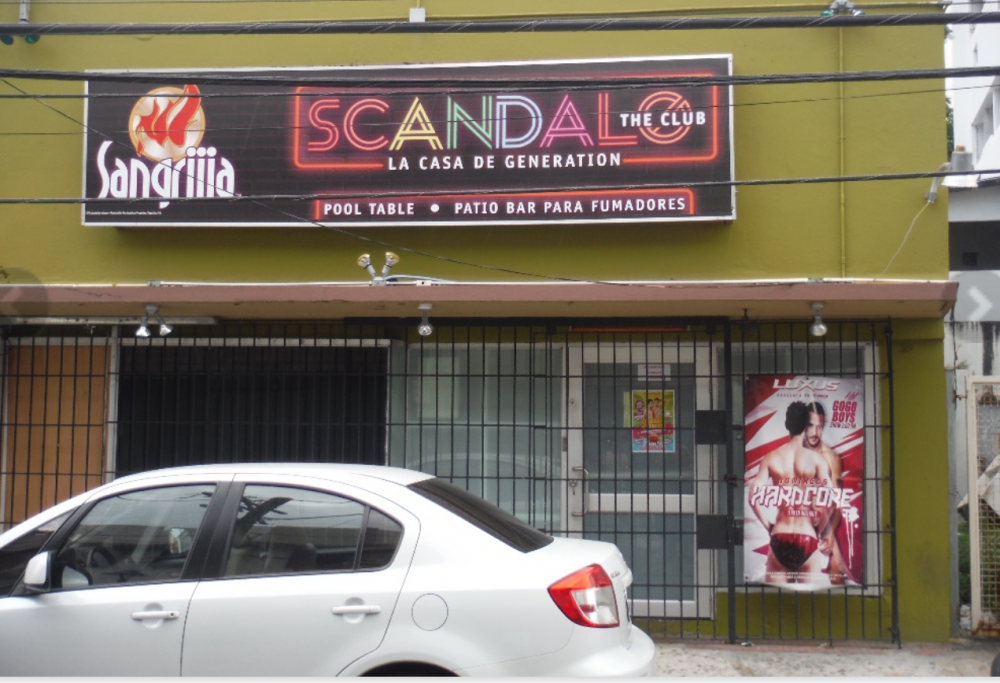 Sangriiia
SCANDALO
THE CLUB
LA CASA DE GENERATION
POOL TABLE • PATIO BAR PARA FUMADORES
LUXUS
GOGO
BOYS
HARDCORE